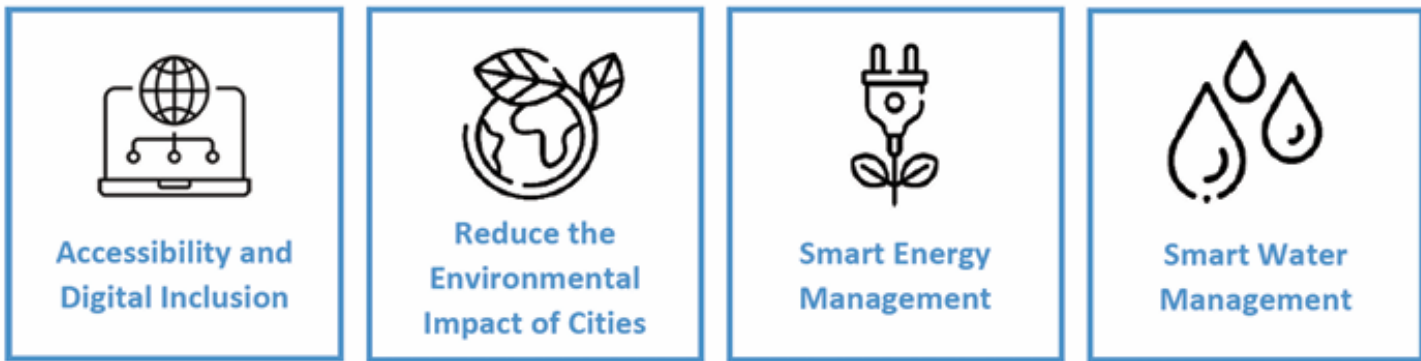 Accessibility and
Digital Inclusion
Reduce the
Environmental
Impact of Cities
Smart Energy
Management
Smart Water
Management